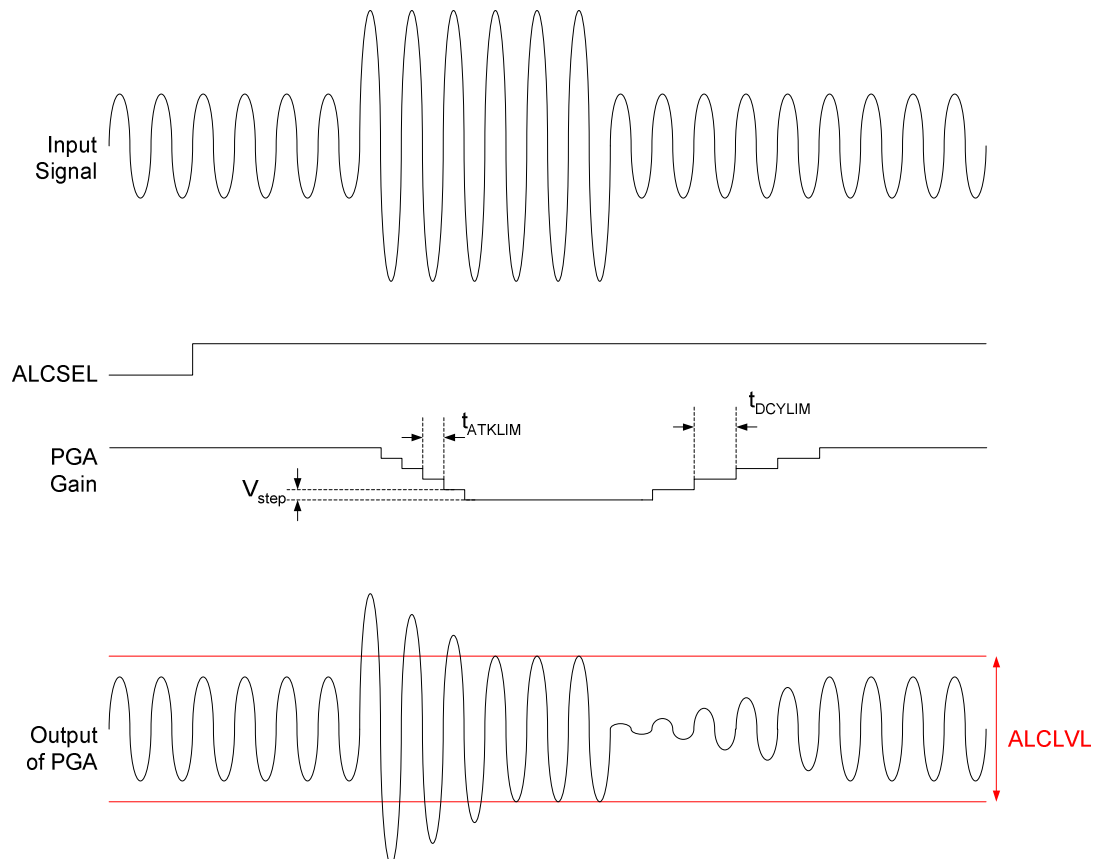 Input
Signal
ALCSEL
tATKLIM
tDCYLIM
PGA
Gain
Vstep
Output
of PGA
ALCLVL